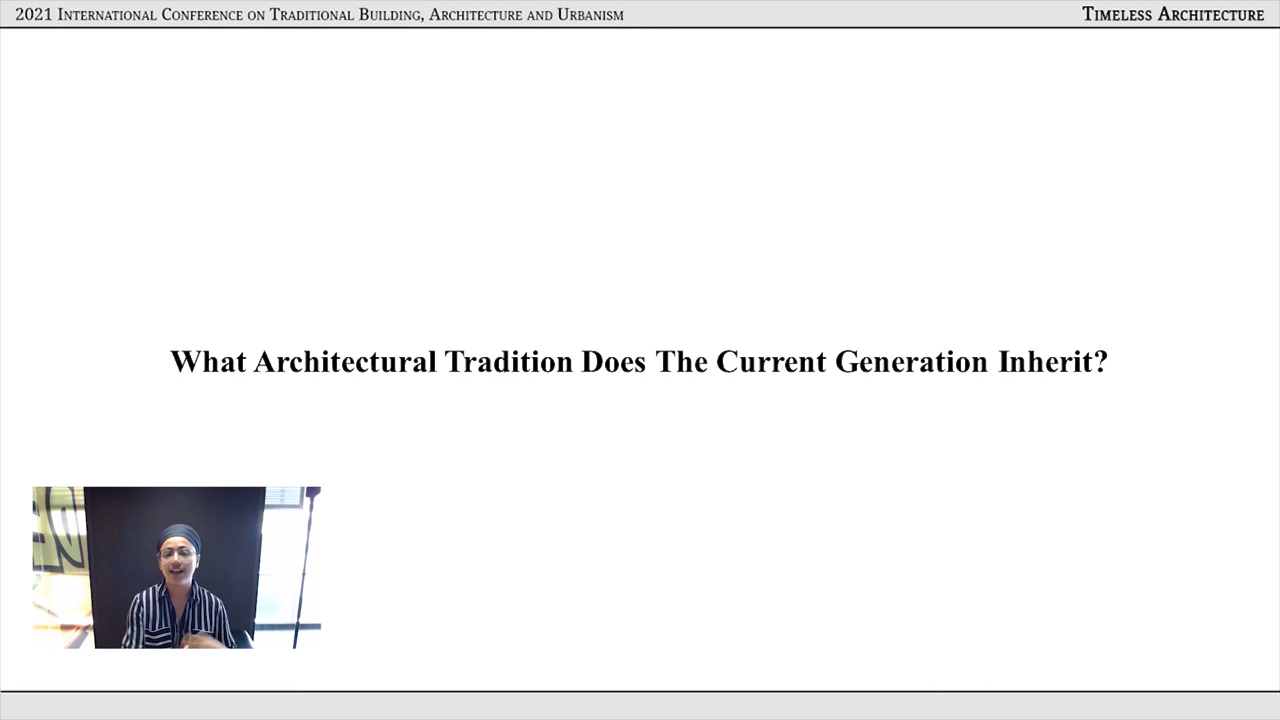 2021 International Conference on Traditional Building, Architecture and Urbanism
Timeless Architecture
What Architectural Tradition Does The Current Generation Inherit?